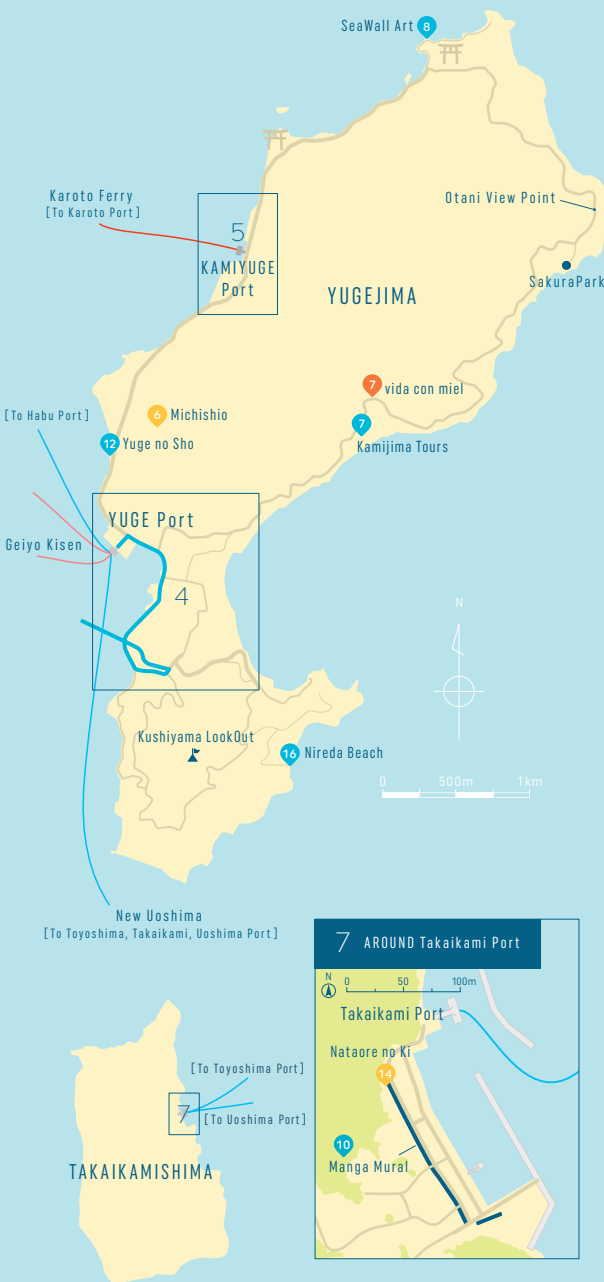 SeaWall Art
8
Karoto Ferry
[To Karoto Port]
Otani View Point
5
KAMIYUGE
Port
SakuraPark
YUGEJIMA
7
vida con miel
[To Habu Port]
6
Michishio
7
12
Yuge no Sho
Kamijima Tours
YUGE Port
Geiyo Kisen
4
N
Kushiyama LookOut
16
Nireda Beach
0 500m 1km
New Uoshima
[To Toyoshima, Takaikami, Uoshima Port]
7 AROUND Takaikami Port
N
0 50 100m
Takaikami Port
Nataore no Ki
14
[To Toyoshima Port]
7
[To Uoshima Port]
10
Manga Mural
TAKAIKAMISHIMA